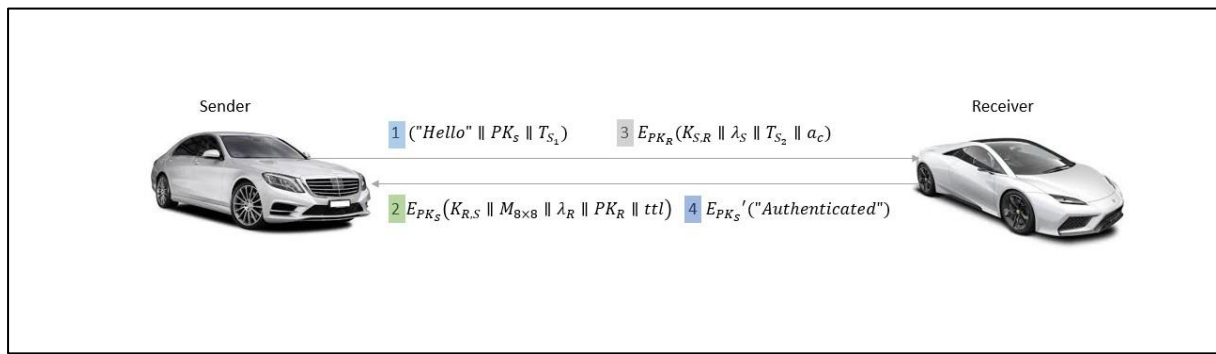 Sender
Receiver
1 ("Hello" ∥ PK_s ∥ T_{S_1})
3 E_{PK_R}(K_{S,R} ∥ λ_S ∥ T_{S_2} ∥ a_c)
2 E_{PK_S}(K_{R,S} ∥ M_{8×8} ∥ λ_R ∥ PK_R ∥ ttl)
4 E_{PK_S}'("Authenticated")